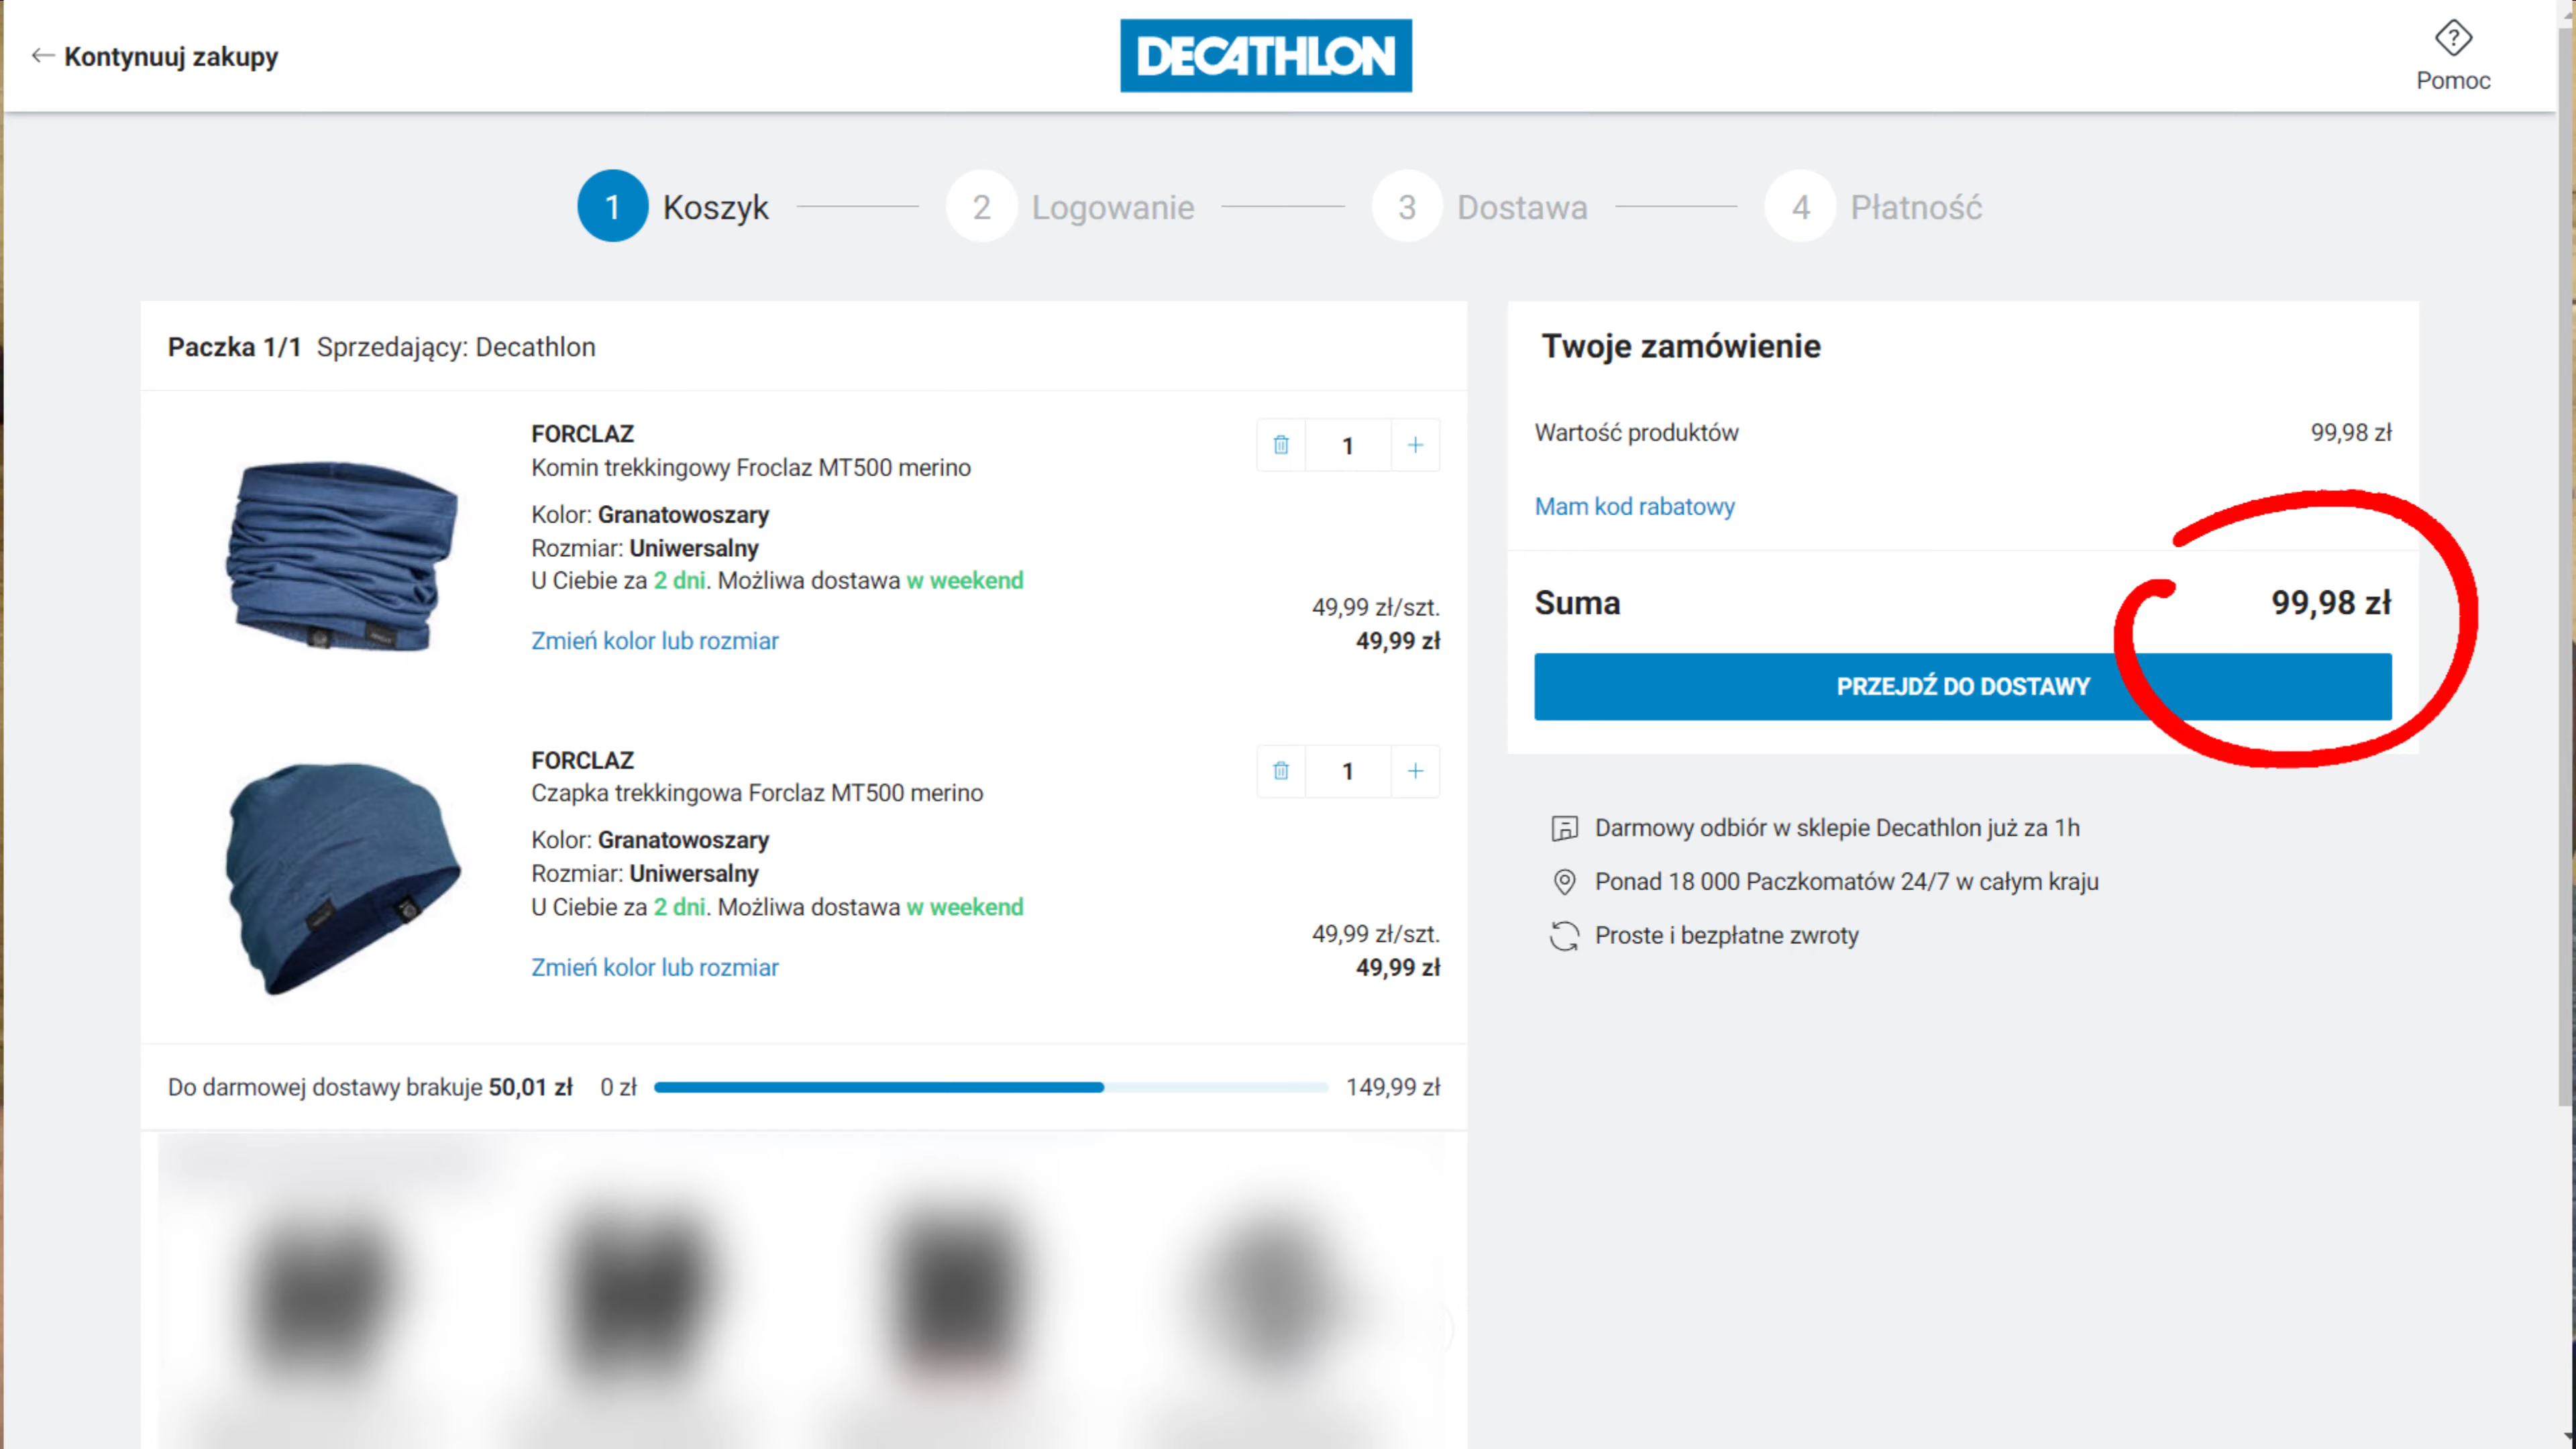 Kontynuuj zakupy
DECATHLON
?
Pomoc
1 Koszyk
2 Logowanie
3 Dostawa
4 Płatność
Paczka 1/1 Sprzedający: Decathlon
FORCLAZ
Komin trekkingowy Froclaz MT500 merino
Kolor: Granatowoszary
Rozmiar: Uniwersalny
U Ciebie za 2 dni. Możliwa dostawa w weekend
Zmień kolor lub rozmiar
1 +
49,99 zł/szt.
49,99 zł
FORCLAZ
Czapka trekkingowa Forclaz MT500 merino
Kolor: Granatowoszary
Rozmiar: Uniwersalny
U Ciebie za 2 dni. Możliwa dostawa w weekend
Zmień kolor lub rozmiar
1 +
49,99 zł/szt.
49,99 zł
Do darmowej dostawy brakuje 50,01 zł 0 zł 149,99 zł
Twoje zamówienie
Wartość produktów 99,98 zł
Mam kod rabatowy
Suma 99,98 zł
PRZEJDŹ DO DOSTAWY
Darmowy odbiór w sklepie Decathlon już za 1h
Ponad 18 000 Paczkomatów 24/7 w całym kraju
Proste i bezpłatne zwroty